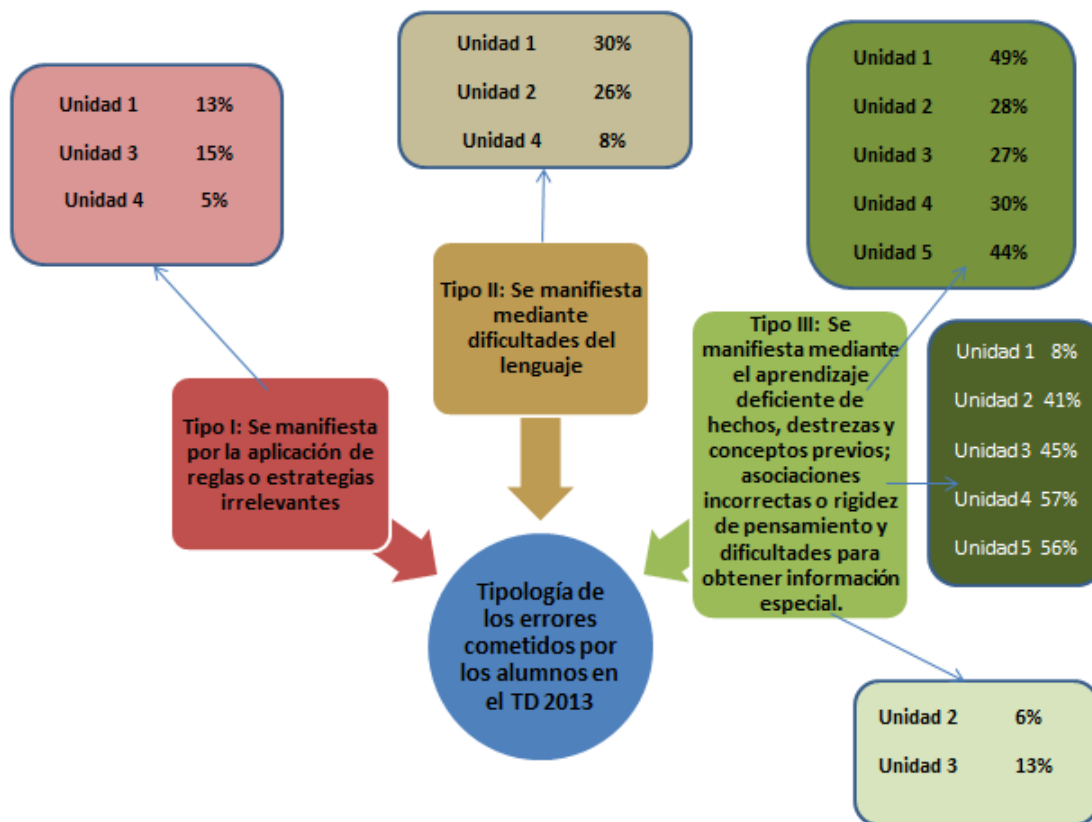 Unidad 1 13%
Unidad 3 15%
Unidad 4 5%
Unidad 1 30%
Unidad 2 26%
Unidad 4 8%
Unidad 1 49%
Unidad 2 28%
Unidad 3 27%
Unidad 4 30%
Unidad 5 44%
Tipo I: Se manifiesta
por la aplicación de
reglas o estrategias
irrelevantes
Tipo II: Se manifiesta
mediante
dificultades del
lenguaje
Tipo III: Se
manifiesta mediante
el aprendizaje
deficiente de
hechos, destrezas y
conceptos previos;
asociaciones
incorrectas o rigidez
de pensamiento y
dificultades para
obtener información
especial.
Unidad 1 8%
Unidad 2 41%
Unidad 3 45%
Unidad 4 57%
Unidad 5 56%
Tipología de
los errores
cometidos por
los alumnos en
el TD 2013
Unidad 2 6%
Unidad 3 13%